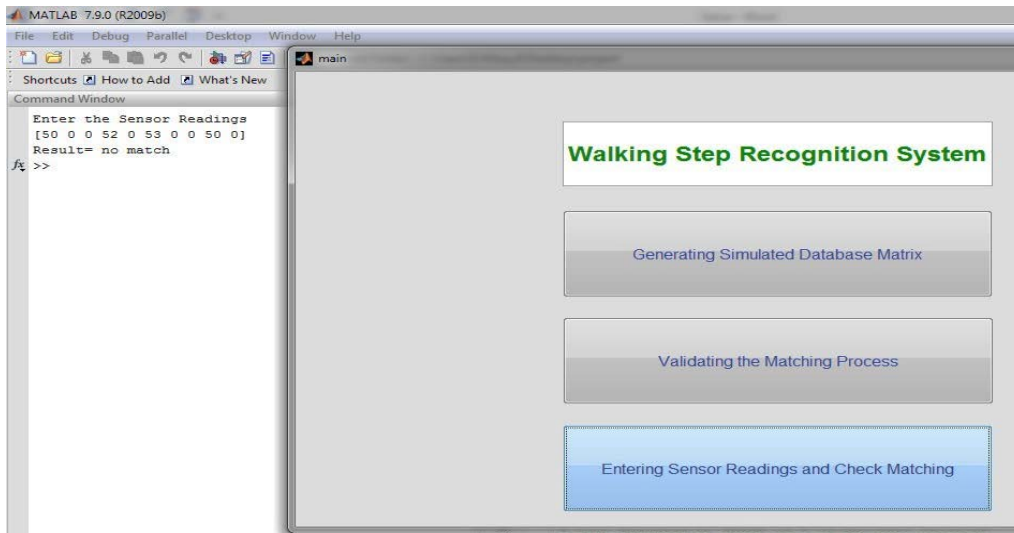 MATLAB 7.9.0 (R2009b)
File Edit Debug Parallel Desktop Window Help
Shortcuts How to Add What's New
Command Window
Enter the Sensor Readings
[50 0 0 52 0 53 0 0 50 0]
Result= no match
fx >>
main
Walking Step Recognition System
Generating Simulated Database Matrix
Validating the Matching Process
Entering Sensor Readings and Check Matching